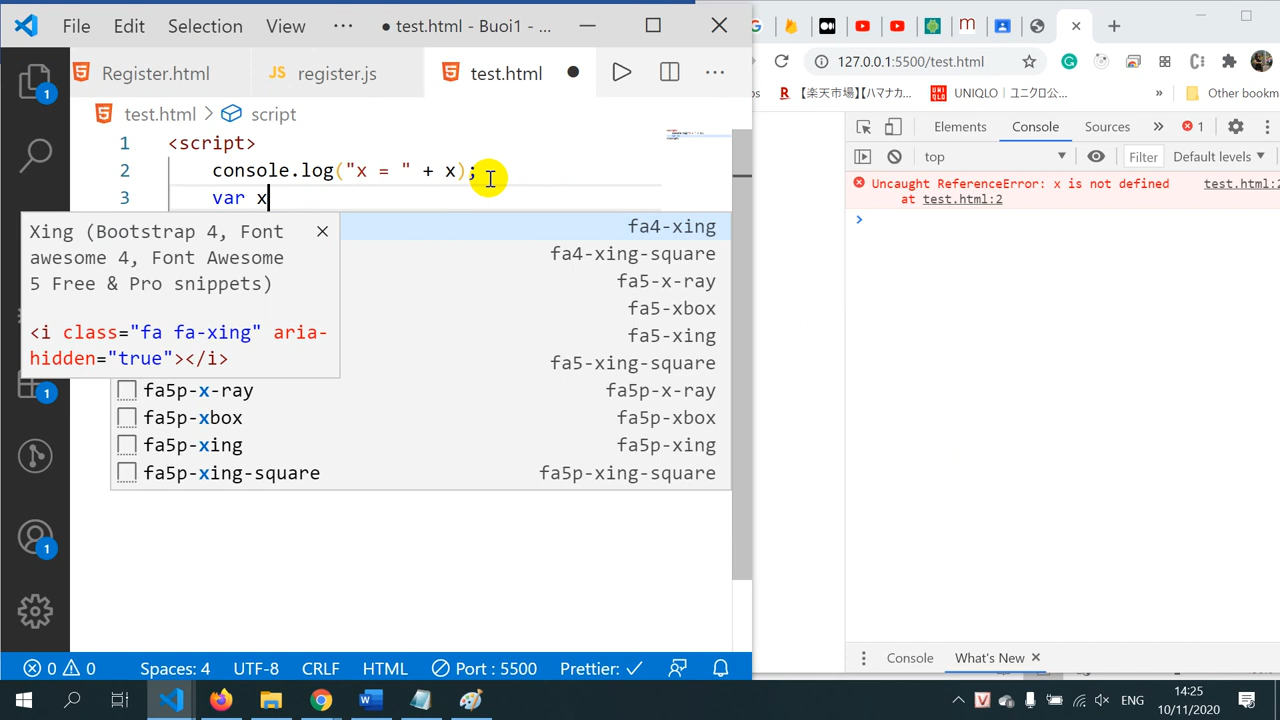 File Edit Selection View ··· ● test.html - Buoi1 - ...
Register.html register.js test.html
test.html > script
1 <script>
2 console.log("x = " + x);
3 var x
Xing (Bootstrap 4, Font
awesome 4, Font Awesome
5 Free & Pro snippets)
<i class="fa fa-xing" aria-
hidden="true"></i>
fa4-xing
fa4-xing-square
fa5-x-ray
fa5-xbox
fa5-xing
fa5-xing-square
fa5p-x-ray fa5p-x-ray
fa5p-xbox fa5p-xbox
fa5p-xing fa5p-xing
fa5p-xing-square fa5p-xing-square
1
1
1
0 0 Spaces: 4 UTF-8 CRLF HTML Port : 5500 Prettier: ✓
127.0.0.1:5500/test.html
【楽天市場】【ハマナカ... UNIQLO | ユニクロ公... » Other bookm
Elements Console Sources » 1
top Filter Default levels
Uncaught ReferenceError: x is not defined test.html:2
at test.html:2
Console What's New
ENG
14:25
10/11/2020